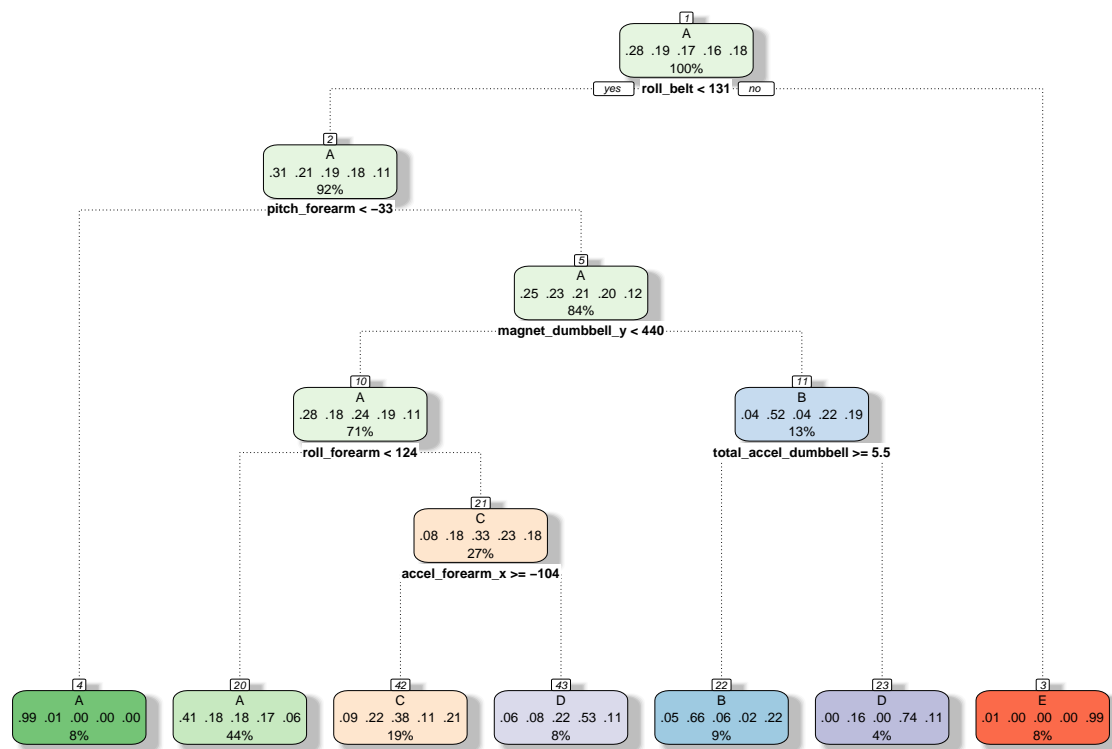 1
A
.28 .19 .17 .16 .18
100%
yes roll_belt < 131 no
2
A
.31 .21 .19 .18 .11
92%
pitch_forearm < −33
5
A
.25 .23 .21 .20 .12
84%
magnet_dumbbell_y < 440
10
A
.28 .18 .24 .19 .11
71%
roll_forearm < 124
11
B
.04 .52 .04 .22 .19
13%
total_accel_dumbbell >= 5.5
21
C
.08 .18 .33 .23 .18
27%
accel_forearm_x >= −104
4
A
.99 .01 .00 .00 .00
8%
20
A
.41 .18 .18 .17 .06
44%
42
C
.09 .22 .38 .11 .21
19%
43
D
.06 .08 .22 .53 .11
8%
22
B
.05 .66 .06 .02 .22
9%
23
D
.00 .16 .00 .74 .11
4%
3
E
.01 .00 .00 .00 .99
8%